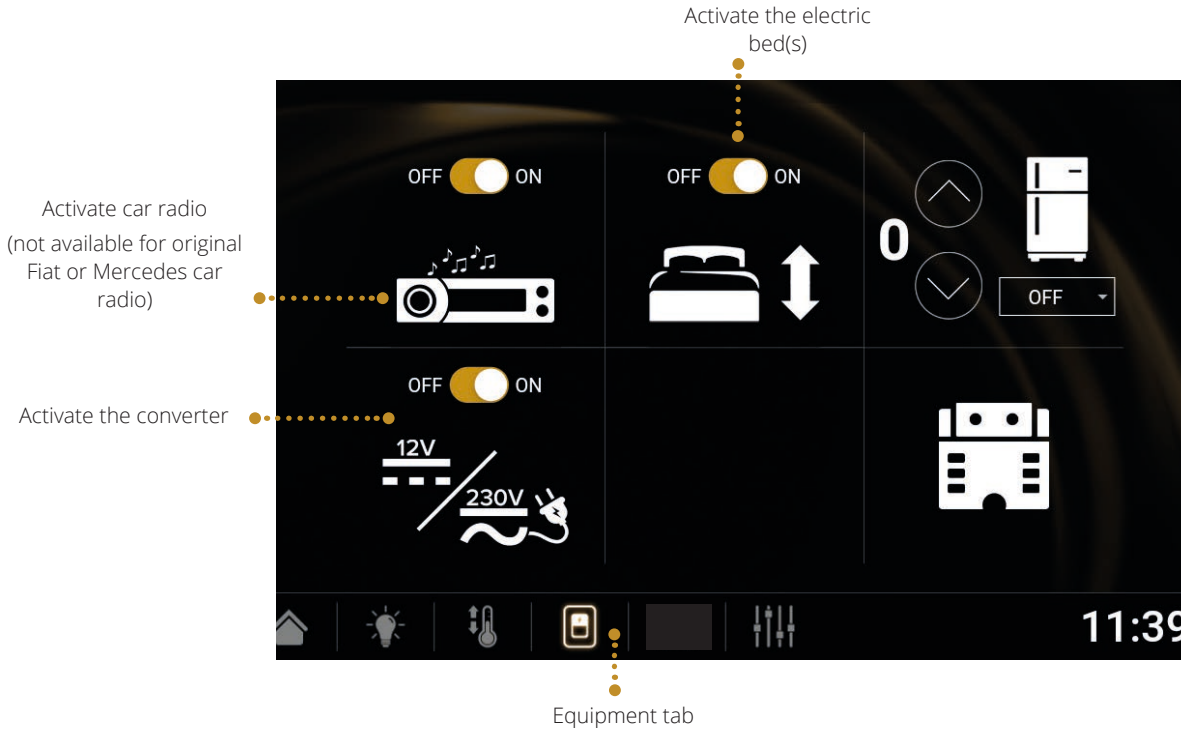 Activate the electric
bed(s)
OFF ON
OFF ON
Activate car radio
(not available for original
Fiat or Mercedes car
radio)
0
OFF
OFF ON
Activate the converter
12V
230V
11:39
Equipment tab